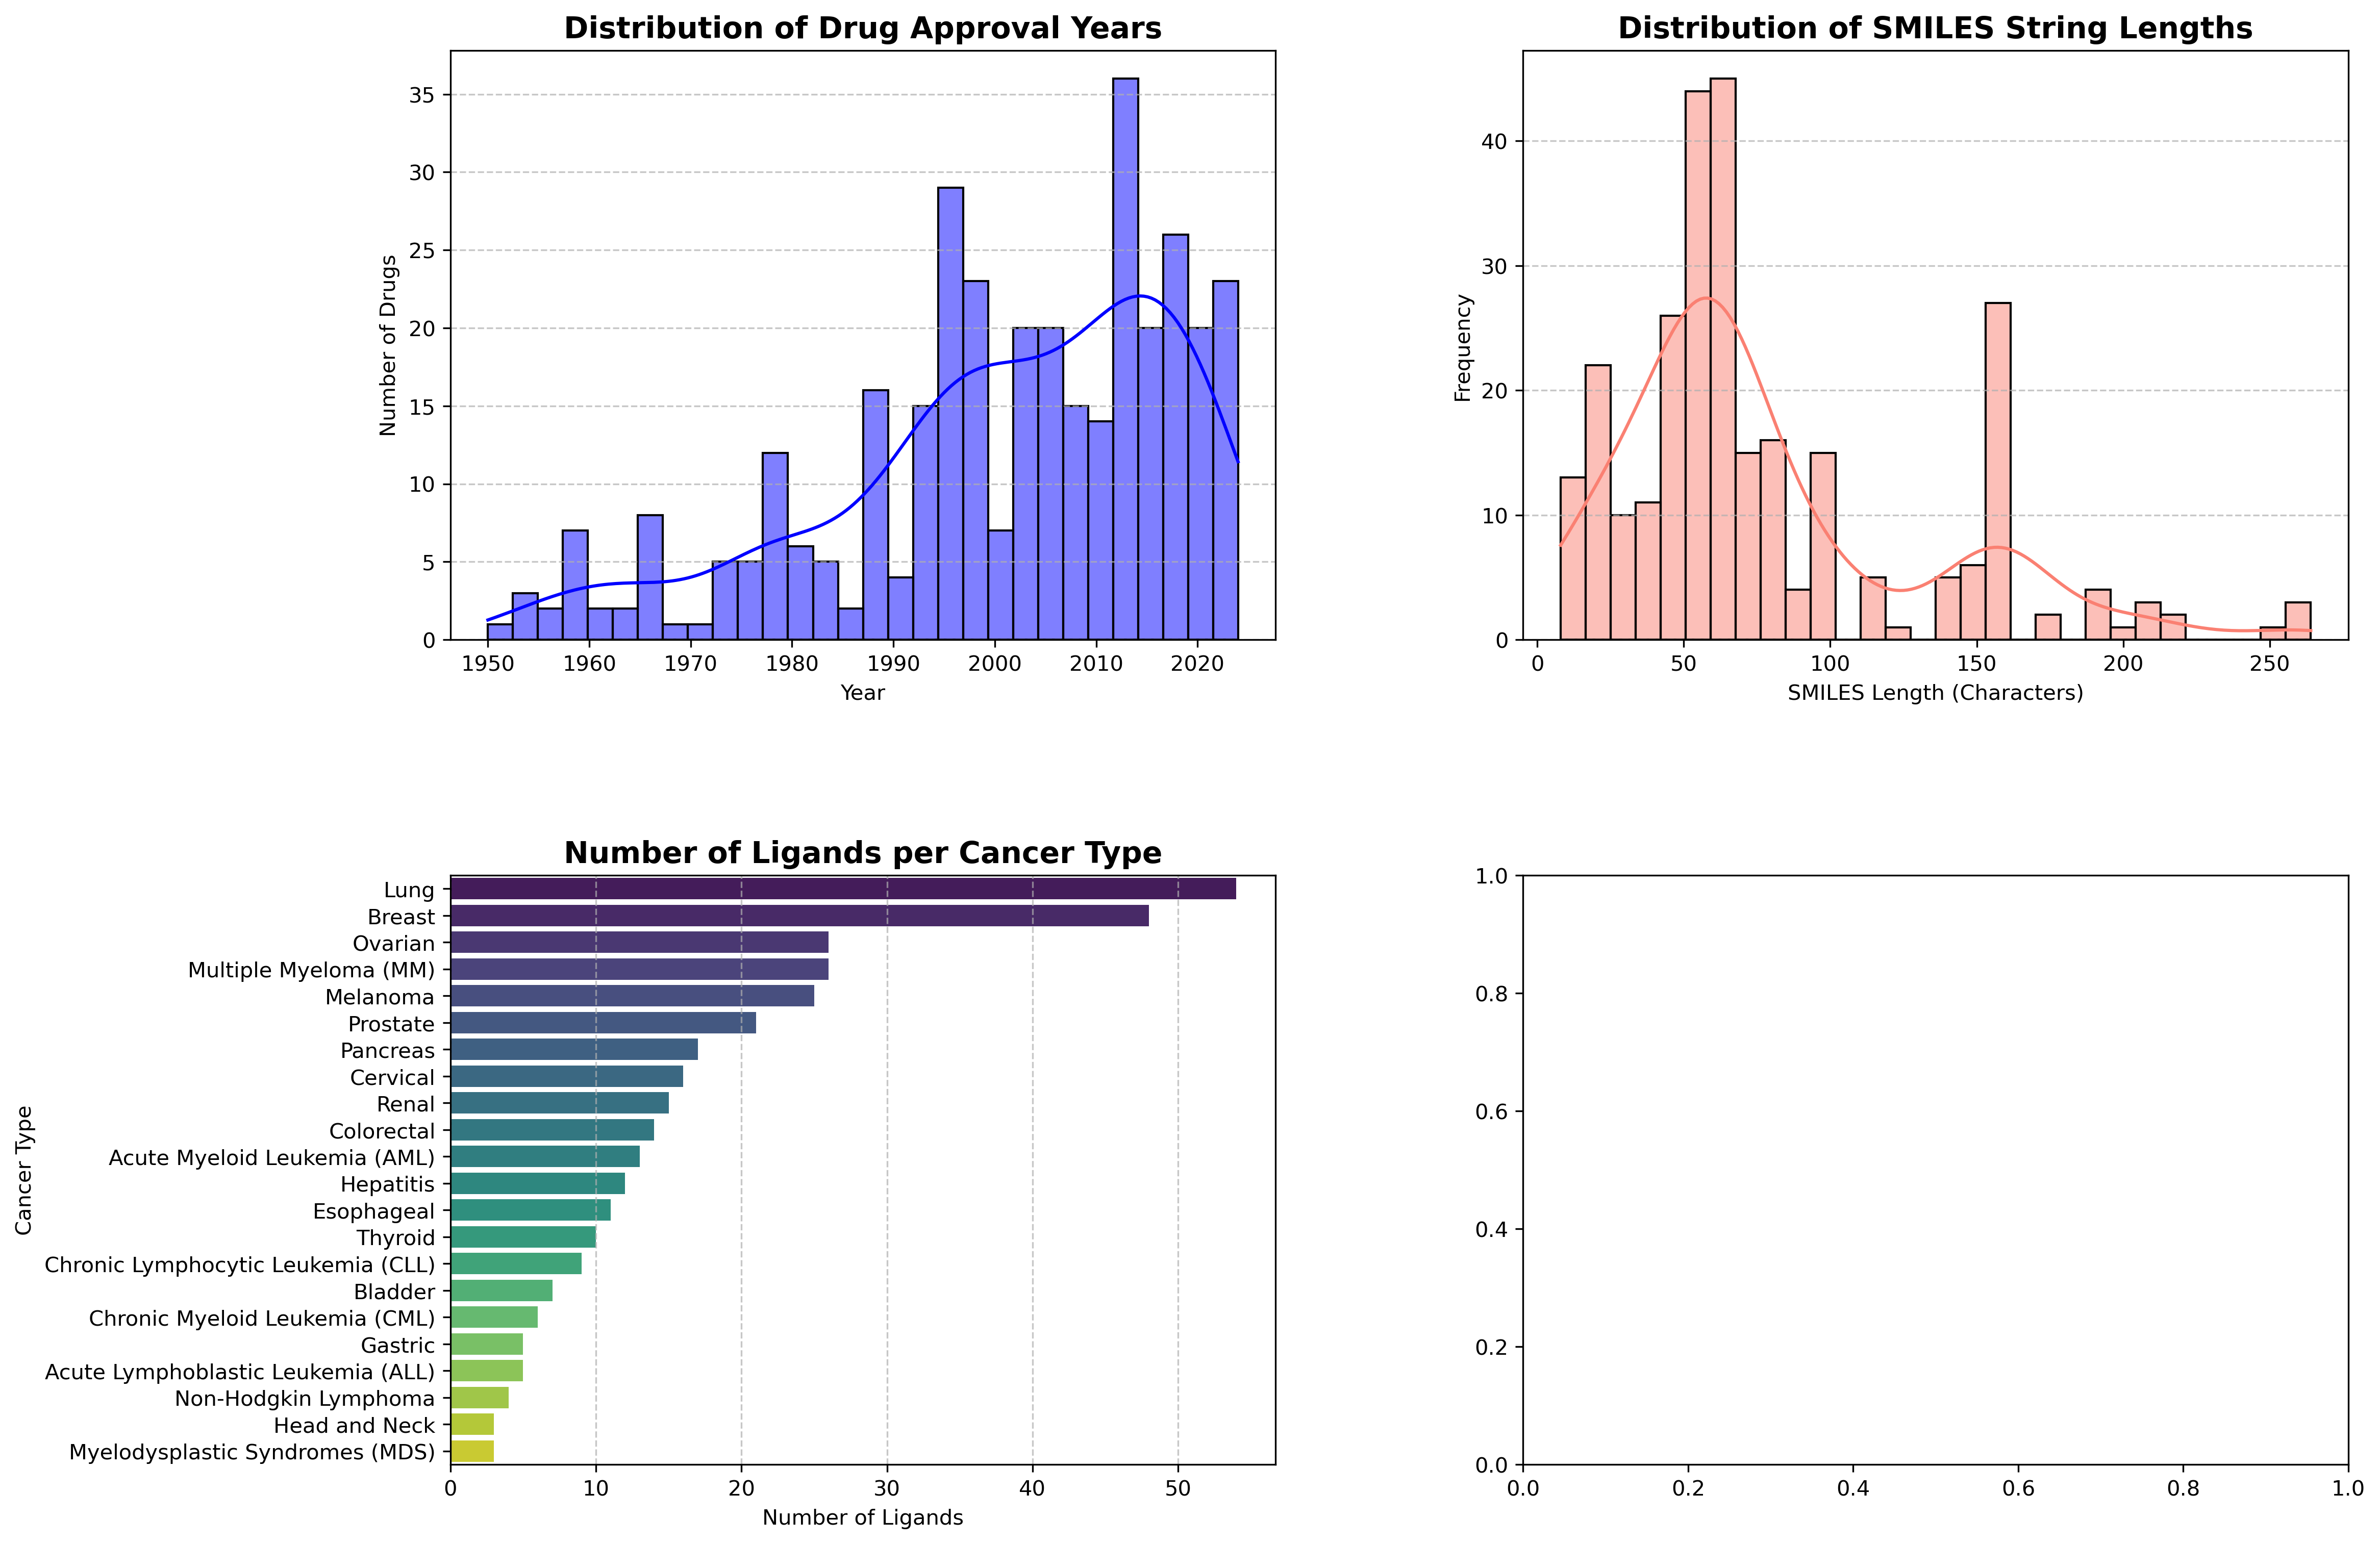 Distribution of Drug Approval Years
Number of Drugs
35
30
25
20
15
10
5
0
1950 1960 1970 1980 1990 2000 2010 2020
Year
Distribution of SMILES String Lengths
Frequency
40
30
20
10
0
0 50 100 150 200 250
SMILES Length (Characters)
Number of Ligands per Cancer Type
Cancer Type
Lung
Breast
Ovarian
Multiple Myeloma (MM)
Melanoma
Prostate
Pancreas
Cervical
Renal
Colorectal
Acute Myeloid Leukemia (AML)
Hepatitis
Esophageal
Thyroid
Chronic Lymphocytic Leukemia (CLL)
Bladder
Chronic Myeloid Leukemia (CML)
Gastric
Acute Lymphoblastic Leukemia (ALL)
Non-Hodgkin Lymphoma
Head and Neck
Myelodysplastic Syndromes (MDS)
0 10 20 30 40 50
Number of Ligands
1.0
0.8
0.6
0.4
0.2
0.0
0.0 0.2 0.4 0.6 0.8 1.0